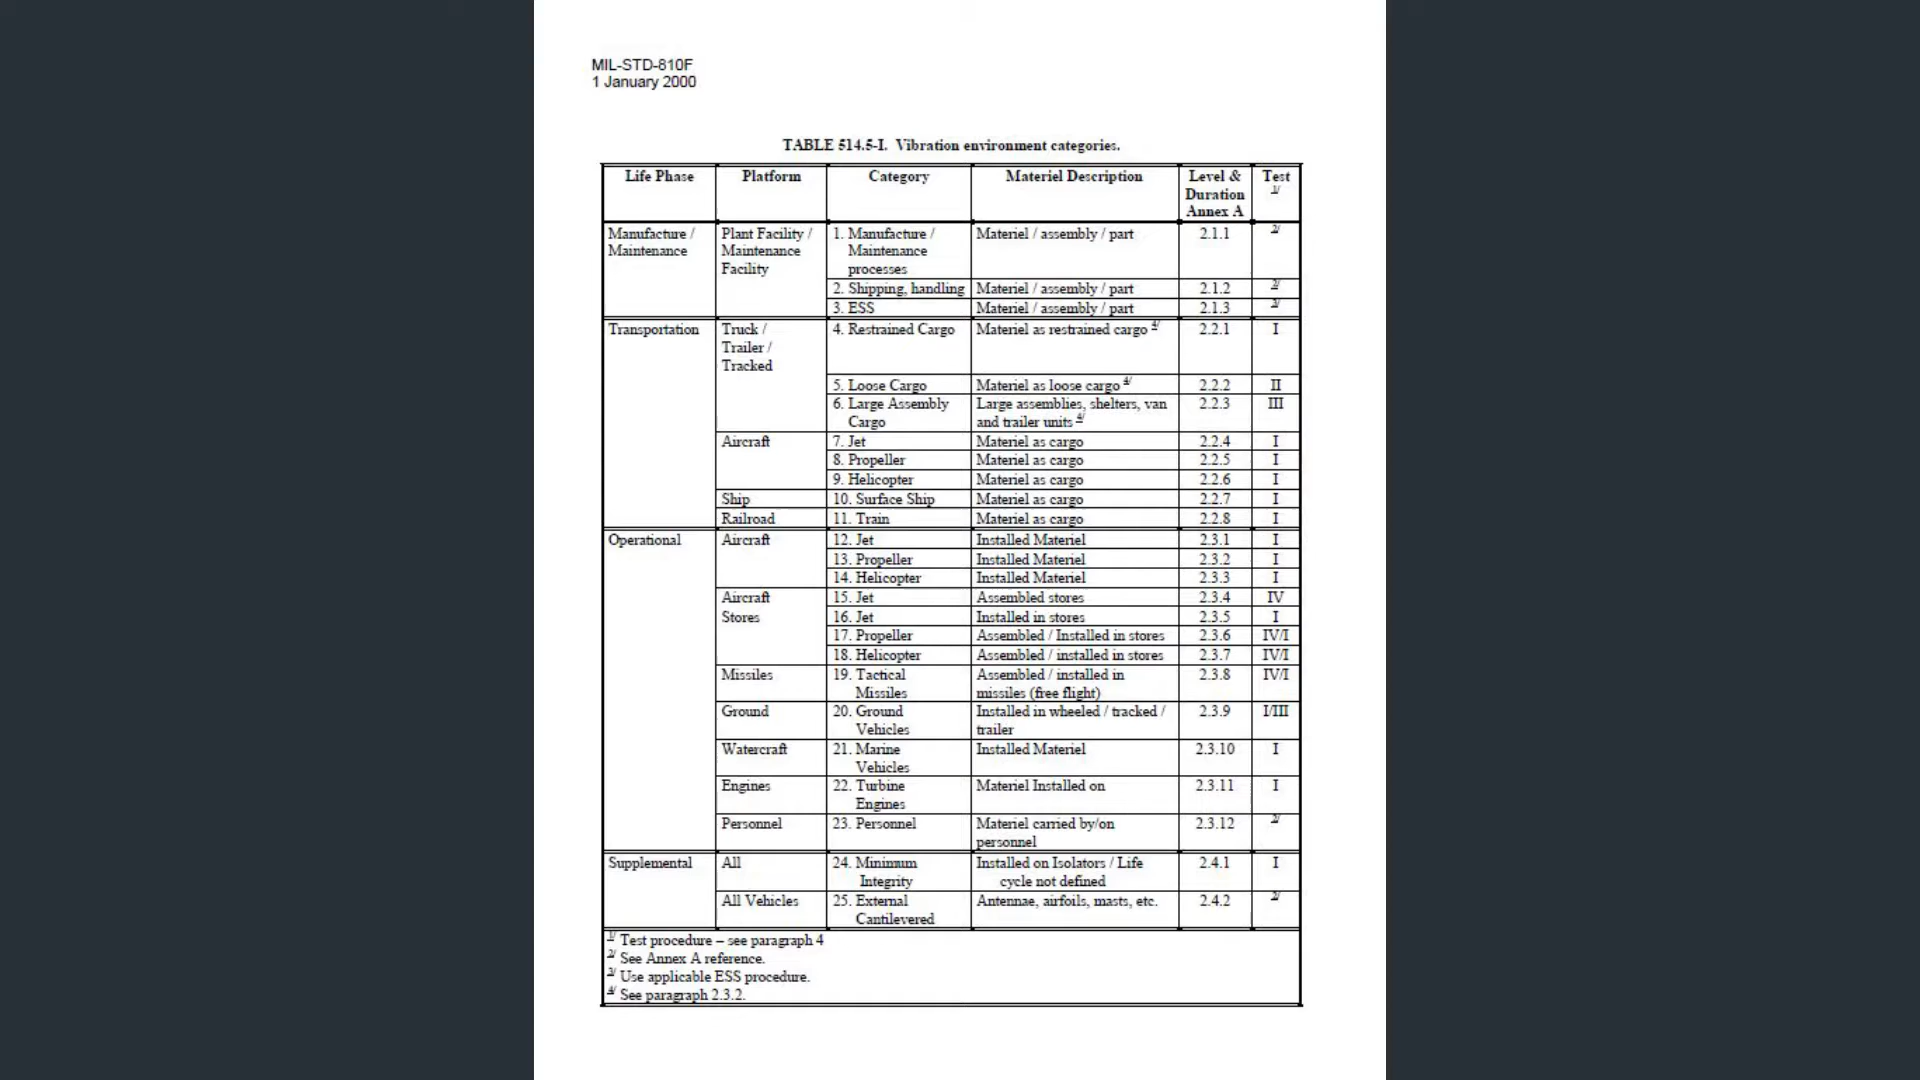 MIL-STD-810F
1 January 2000
TABLE 514.5-I. Vibration environment categories.
Life Phase Platform Category Materiel Description Level & Test
Duration 1/
Annex A
Manufacture / Plant Facility / 1. Manufacture / Materiel / assembly / part 2.1.1 2/
Maintenance Maintenance Maintenance
Facility processes
2. Shipping, handling Materiel / assembly / part 2.1.2 2/
3. ESS Materiel / assembly / part 2.1.3 3/
Transportation Truck / 4. Restrained Cargo Materiel as restrained cargo 4/ 2.2.1 I
Trailer /
Tracked
5. Loose Cargo Materiel as loose cargo 4/ 2.2.2 II
6. Large Assembly Large assemblies, shelters, van 2.2.3 III
Cargo and trailer units 4/
Aircraft 7. Jet Materiel as cargo 2.2.4 I
8. Propeller Materiel as cargo 2.2.5 I
9. Helicopter Materiel as cargo 2.2.6 I
Ship 10. Surface Ship Materiel as cargo 2.2.7 I
Railroad 11. Train Materiel as cargo 2.2.8 I
Operational Aircraft 12. Jet Installed Materiel 2.3.1 I
13. Propeller Installed Materiel 2.3.2 I
14. Helicopter Installed Materiel 2.3.3 I
Aircraft 15. Jet Assembled stores 2.3.4 IV
Stores 16. Jet Installed in stores 2.3.5 I
17. Propeller Assembled / Installed in stores 2.3.6 IV/I
18. Helicopter Assembled / installed in stores 2.3.7 IV/I
Missiles 19. Tactical Assembled / installed in 2.3.8 IV/I
Missiles missiles (free flight)
Ground 20. Ground Installed in wheeled / tracked / 2.3.9 I/III
Vehicles trailer
Watercraft 21. Marine Installed Materiel 2.3.10 I
Vehicles
Engines 22. Turbine Materiel Installed on 2.3.11 I
Engines
Personnel 23. Personnel Materiel carried by/on 2.3.12 2/
personnel
Supplemental All 24. Minimum Installed on Isolators / Life 2.4.1 I
Integrity cycle not defined
All Vehicles 25. External Antennae, airfoils, masts, etc. 2.4.2 2/
Cantilevered
1/ Test procedure – see paragraph 4
2/ See Annex A reference.
3/ Use applicable ESS procedure.
4/ See paragraph 2.3.2.